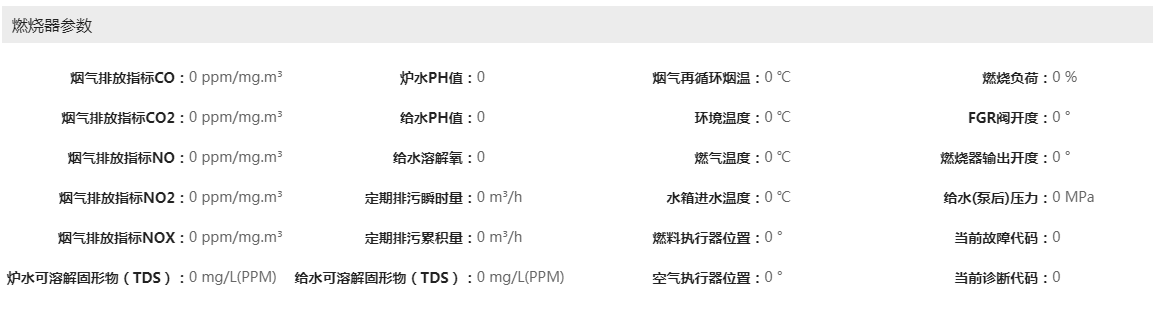 燃烧器参数
烟气排放指标CO：0 ppm/mg.m³ 炉水PH值：0 烟气再循环烟温：0 ℃ 燃烧负荷：0 %
烟气排放指标CO2：0 ppm/mg.m³ 给水PH值：0 环境温度：0 ℃ FGR阀开度：0 °
烟气排放指标NO：0 ppm/mg.m³ 给水溶解氧：0 燃气温度：0 ℃ 燃烧器输出开度：0 °
烟气排放指标NO2：0 ppm/mg.m³ 定期排污瞬时量：0 m³/h 水箱进水温度：0 ℃ 给水(泵后)压力：0 MPa
烟气排放指标NOX：0 ppm/mg.m³ 定期排污累积量：0 m³/h 燃料执行器位置：0 ° 当前故障代码：0
炉水可溶解固形物（TDS）：0 mg/L(PPM) 给水可溶解固形物（TDS）：0 mg/L(PPM) 空气执行器位置：0 ° 当前诊断代码：0